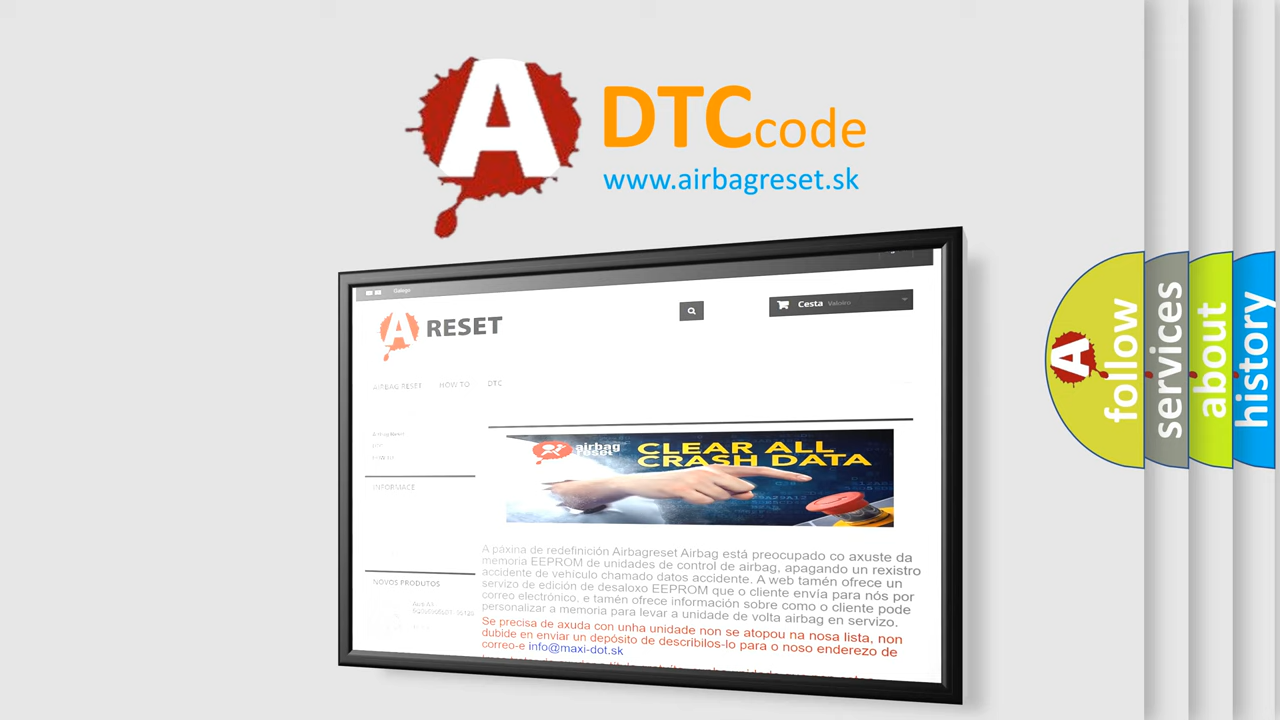 A
DTCcode
www.airbagreset.sk
Galego
A RESET
Cesta Valeiro
AIRBAG RESET HOW TO DTC
INFORMACE
NOVOS PRODUTOS
airbag
reset
CLEAR ALL
CRASH DATA
A páxina de redefinición Airbagreset Airbag está preocupado co axuste da
memoria EEPROM de unidades de control de airbag, apagando un rexistro
accidente de vehículo chamado datos accidente. A web tamén ofrece un
servizo de edición de desaloxo EEPROM que o cliente envía para nós por
correo electrónico, e tamén ofrece información sobre como o cliente pode
personalizar a memoria para levar a unidade de volta airbag en servizo.
Se precisa de axuda con unha unidade non se atopou na nosa lista, non
dubide en enviar un depósito de describilos-lo para o noso enderezo de
correo-e info@maxi-dot.sk
A
follow
services
about
history